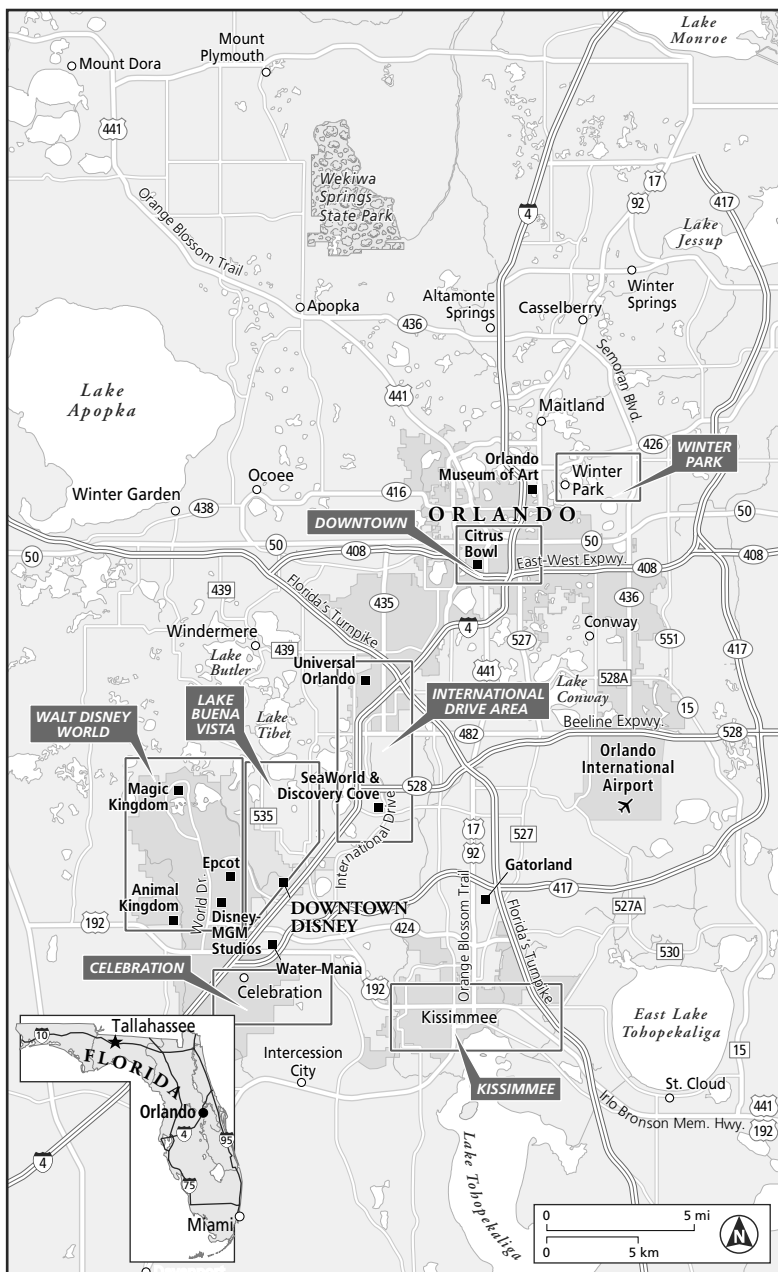 Lake
Monroe
Mount
Plymouth
Mount Dora
441
17
417
Wekiwa
Springs
State Park
4
92
Lake
Jessup
Orange Blossom Trail
Winter
Springs
Apopka
Altamonte
Springs
Casselberry
436
Semoran Blvd.
Lake
Apopka
441
Maitland
426
WINTER
PARK
Orlando
Museum of Art
Winter
Park
Ocoee
416
Winter Garden
438
ORLANDO
DOWNTOWN
Citrus
Bowl
50
50
50
50
408
East-West Expwy.
408
408
Florida's Turnpike
439
435
436
Windermere
439
4
527
Conway
551
Lake
Butler
417
Universal
Orlando
441
528A
LAKE
BUENA
VISTA
INTERNATIONAL
DRIVE AREA
Lake
Conway
WALT DISNEY
WORLD
Lake
Tibet
15
Beeline Expwy.
482
528
Orlando
International
Airport
Magic
Kingdom
SeaWorld &
Discovery Cove
528
535
International Drive
17
527
92
Epcot
Gatorland
Animal
Kingdom
World Dr.
417
DOWNTOWN
DISNEY
Disney-
MGM
Studios
192
527A
Orange Blossom Trail
Florida's Turnpike
424
530
Water Mania
CELEBRATION
192
Celebration
Kissimmee
East Lake
Tohopekaliga
10
Tallahassee
FLORIDA
Intercession
City
15
KISSIMMEE
St. Cloud
Orlando
441
Irlo Bronson Mem. Hwy.
192
4
95
4
75
Lake Tohopekaliga
Miami
0
5 mi
0
5 km
N